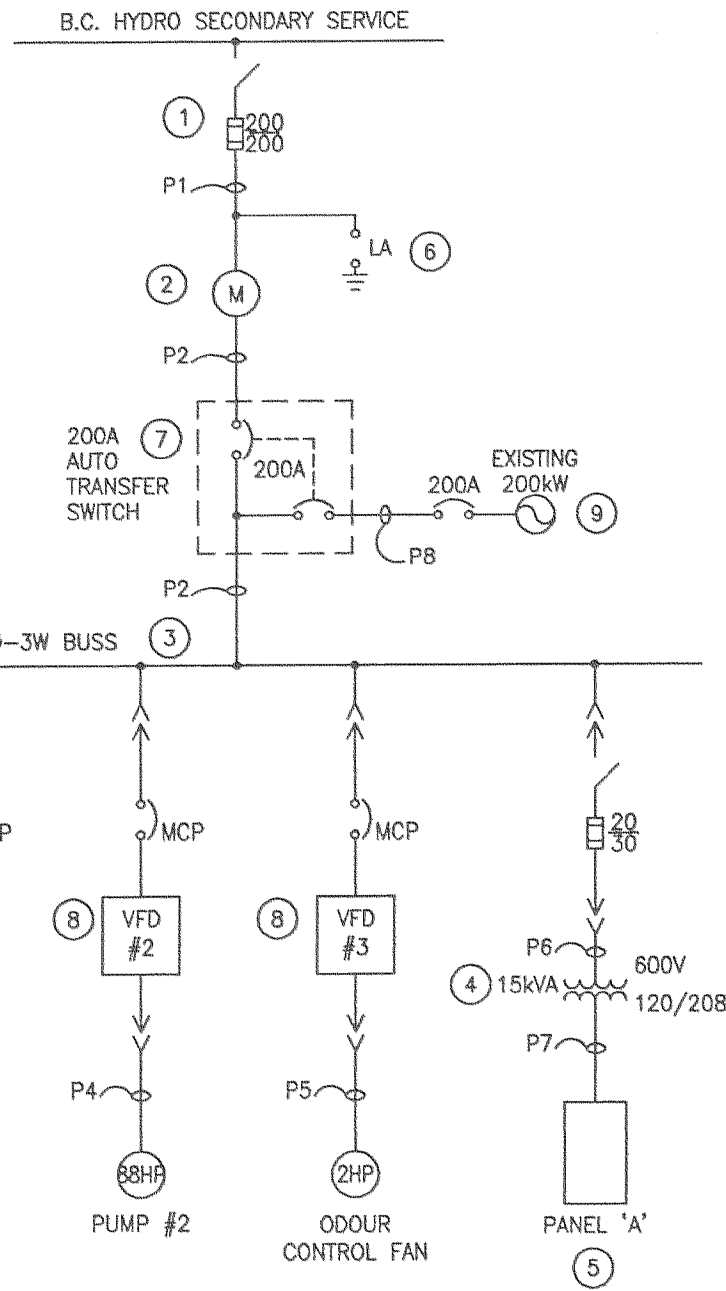 B.C. HYDRO SECONDARY SERVICE
1
200
200
P1
LA
6
2
M
P2
200A
AUTO
TRANSFER
SWITCH
7
200A
200A
EXISTING
200kW
9
P8
P2
-3W BUSS
3
P
MCP
MCP
20
30
8
VFD
#2
8
VFD
#3
P6
4
15kVA
600V
120/208
P7
P4
P5
88HP
2HP
PUMP #2
ODOUR
CONTROL FAN
PANEL 'A'
5